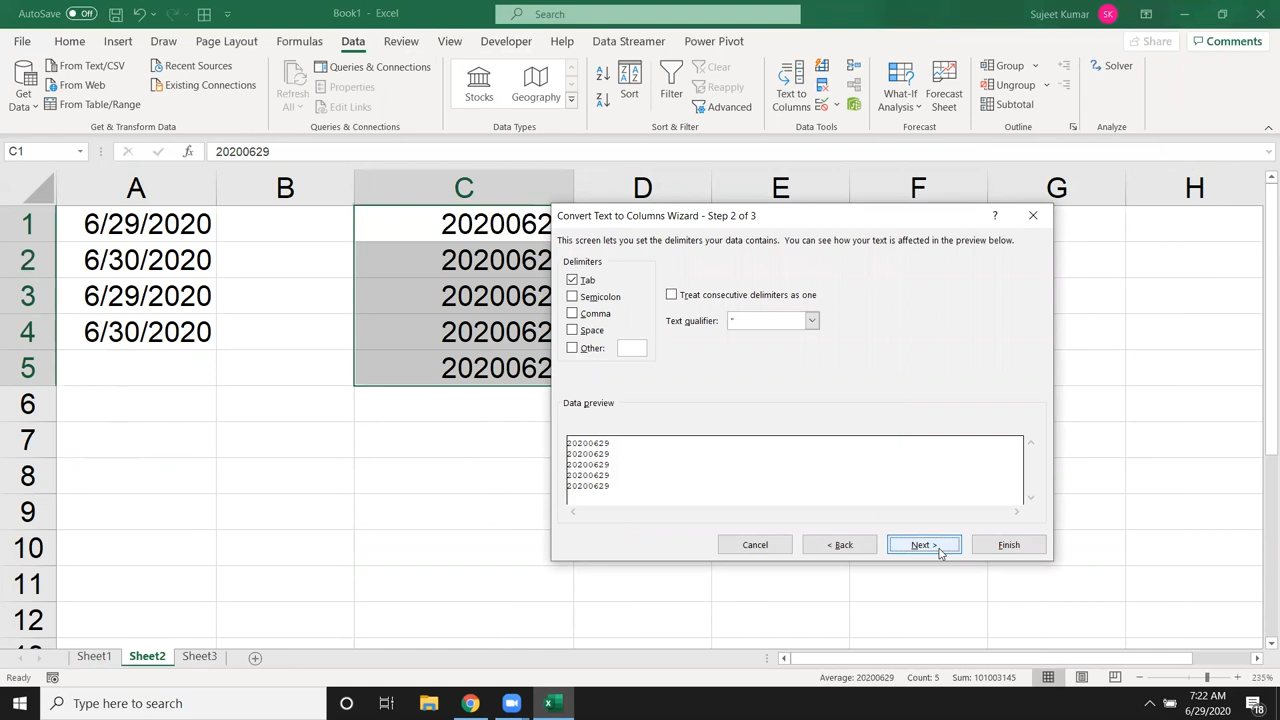 AutoSave Off Book1 - Excel Search Sujeet Kumar SK
File Home Insert Draw Page Layout Formulas Data Review View Developer Help Data Streamer Power Pivot Share Comments
Get Data From Text/CSV From Web From Table/Range Recent Sources Existing Connections
Refresh All Queries & Connections Properties Edit Links
Stocks Geography
Sort Filter Clear Reapply Advanced
Text to Columns
What-If Analysis Forecast Sheet
Group Ungroup Subtotal Solver
Get & Transform Data Queries & Connections Data Types Sort & Filter Data Tools Forecast Outline Analyze
C1 fx 20200629
A B C D E F G H
1 6/29/2020 2020062
2 6/30/2020 2020062
3 6/29/2020 2020062
4 6/30/2020 2020062
5 2020062
6
7
8
9
10
11
12
Convert Text to Columns Wizard - Step 2 of 3 ?
This screen lets you set the delimiters your data contains. You can see how your text is affected in the preview below.
Delimiters
Tab
Semicolon
Comma
Space
Other:
Treat consecutive delimiters as one
Text qualifier: "
Data preview
20200629
20200629
20200629
20200629
20200629
Cancel < Back Next > Finish
Sheet1 Sheet2 Sheet3
Ready Average: 20200629 Count: 5 Sum: 101003145 235%
Type here to search
7:22 AM
6/29/2020